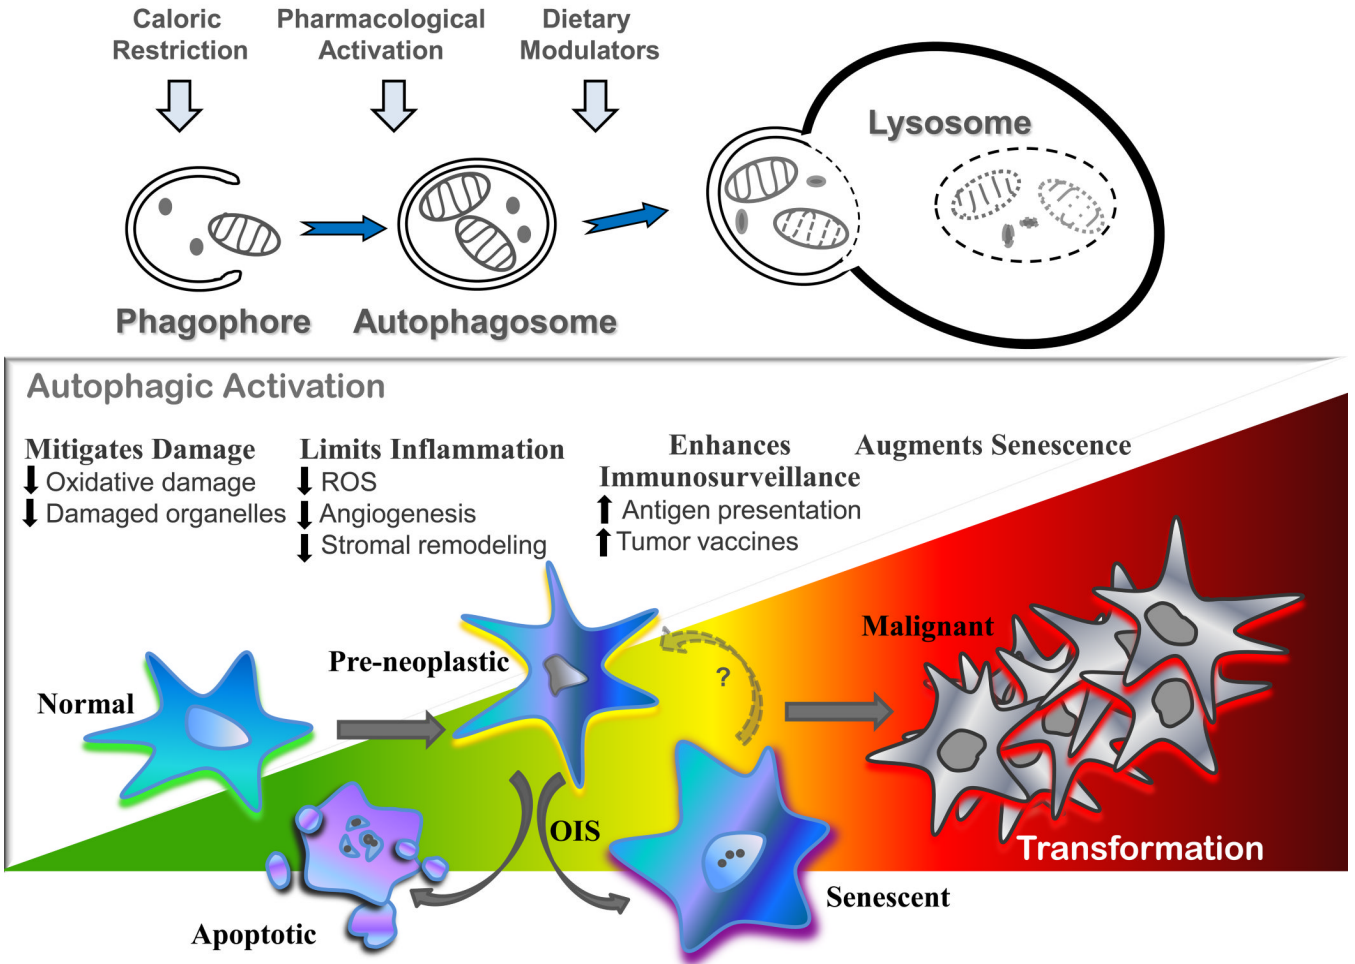 Caloric
Restriction
Pharmacological
Activation
Dietary
Modulators
Lysosome
Phagophore
Autophagosome
Autophagic Activation
Mitigates Damage
Oxidative damage
Damaged organelles
Limits Inflammation
ROS
Angiogenesis
Stromal remodeling
Enhances
Immunosurveillance
Antigen presentation
Tumor vaccines
Augments Senescence
Normal
Pre-neoplastic
?
Malignant
OIS
Apoptotic
Senescent
Transformation